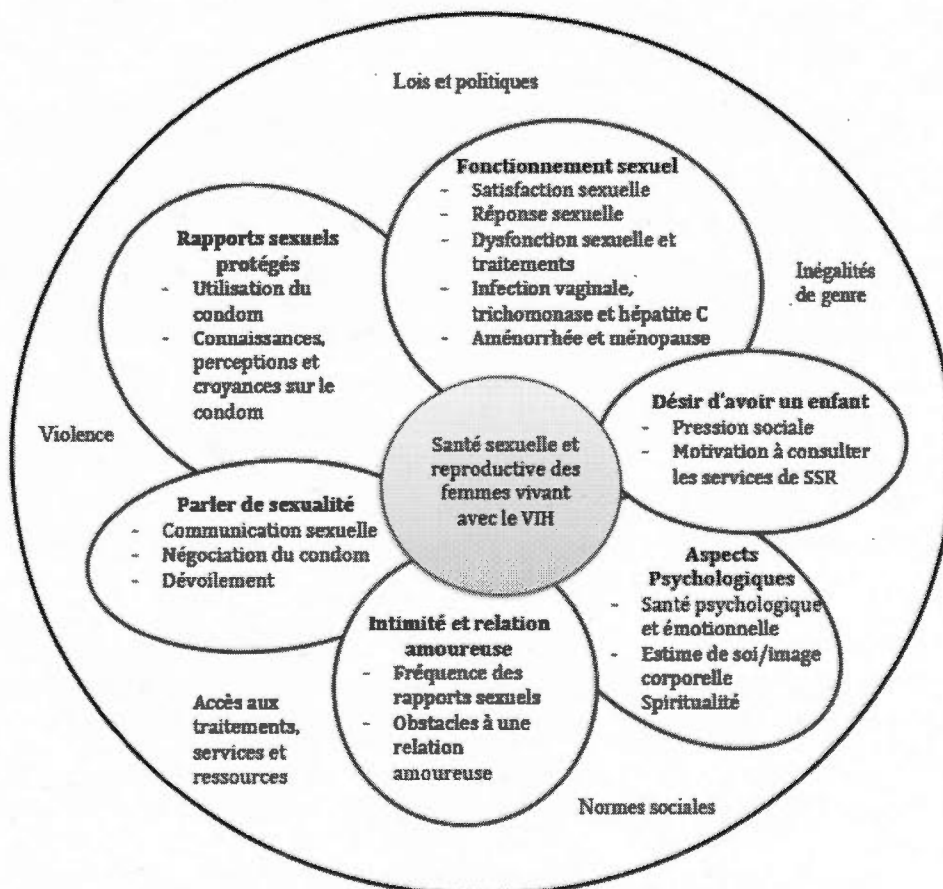 Lois et politiques
Fonctionnement sexuel
- Satisfaction sexuelle
- Réponse sexuelle
- Dysfonction sexuelle et
traitements
- Infection vaginale,
trichomonase et hépatite C
- Aménorrhée et ménopause
Rapports sexuels
protégés
- Utilisation du
condom
- Connaissances,
perceptions et
croyances sur le
condom
Inégalités
de genre
Désir d'avoir un enfant
- Pression sociale
- Motivation à consulter
les services de SSR
Violence
Santé sexuelle et
reproductive des
femmes vivant
avec le VIH
Parler de sexualité
- Communication sexuelle
- Négociation du condom
- Dévoilement
Aspects
Psychologiques
- Santé psychologique
et émotionnelle
- Estime de soi/image
corporelle
Spiritualité
Intimité et relation
amoureuse
- Fréquence des
rapports sexuels
- Obstacles à une
relation
amoureuse
Accès aux
traitements,
services et
ressources
Normes sociales